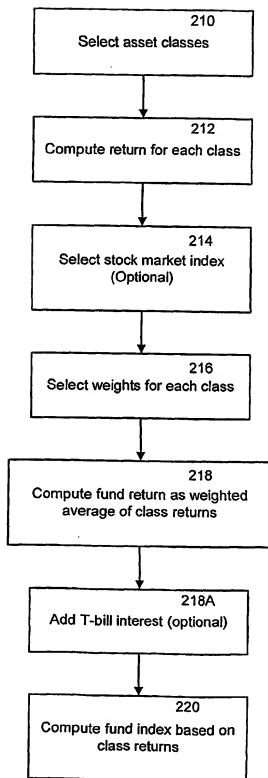 210
Select asset classes
212
Compute return for each class
214
Select stock market index
(Optional)
216
Select weights for each class
218
Compute fund return as weighted
average of class returns
218A
Add T-bill interest (optional)
220
Compute fund index based on
class returns